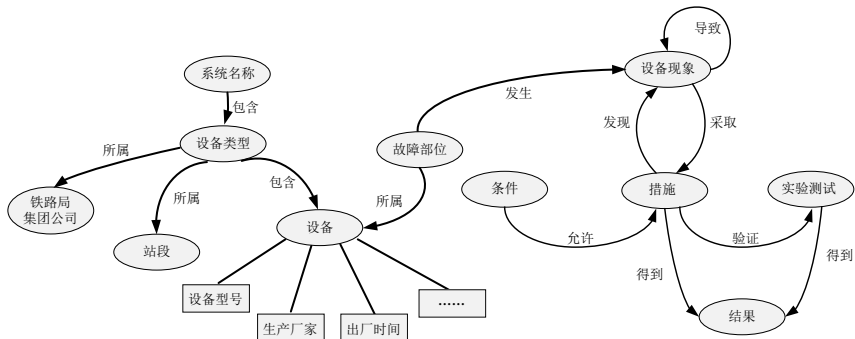 导致
系统名称
设备现象
包含
发生
发现
采取
所属
设备类型
故障部位
包含
所属
所属
条件
措施
实验测试
铁路局
集团公司
设备
站段
允许
验证
得到
得到
设备型号
......
生产厂家
出厂时间
结果